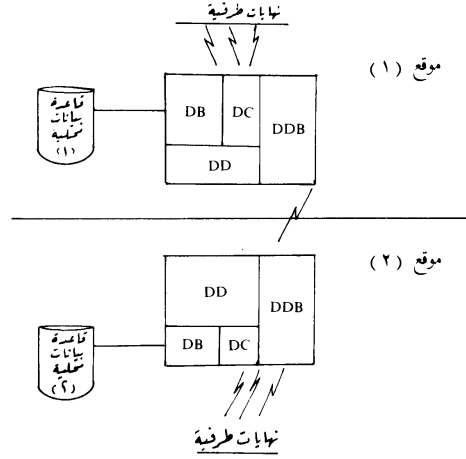 نهايات طرفية
موقع (١)
قاعدة
بيانات
محلية
(١)
DB
DC
DDB
DD
موقع (٢)
DD
DDB
قاعدة
بيانات
محلية
(٢)
DB
DC
نهايات طرفية